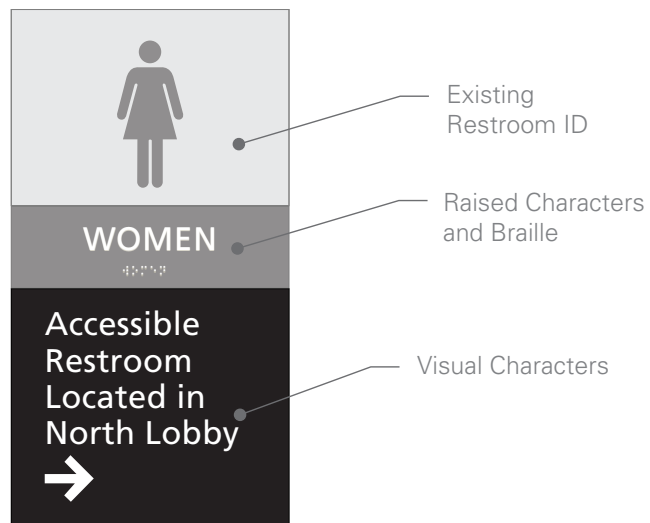 Existing
Restroom ID
Raised Characters
and Braille
WOMEN
⠺⠕⠍⠑⠝
Accessible
Restroom
Located in
North Lobby
Visual Characters